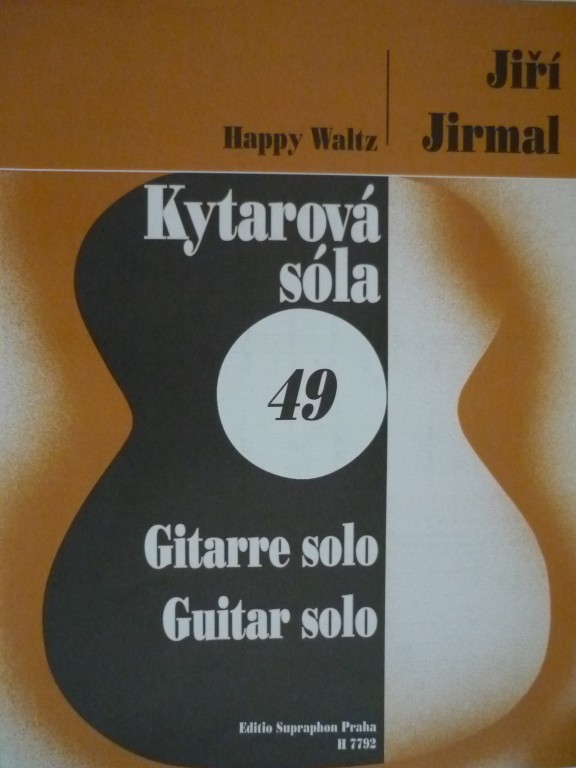 Jiří
Happy Waltz Jirmal
Kytarová
sóla
49
Gitarre solo
Guitar solo
Editio Supraphon Praha
H 7792